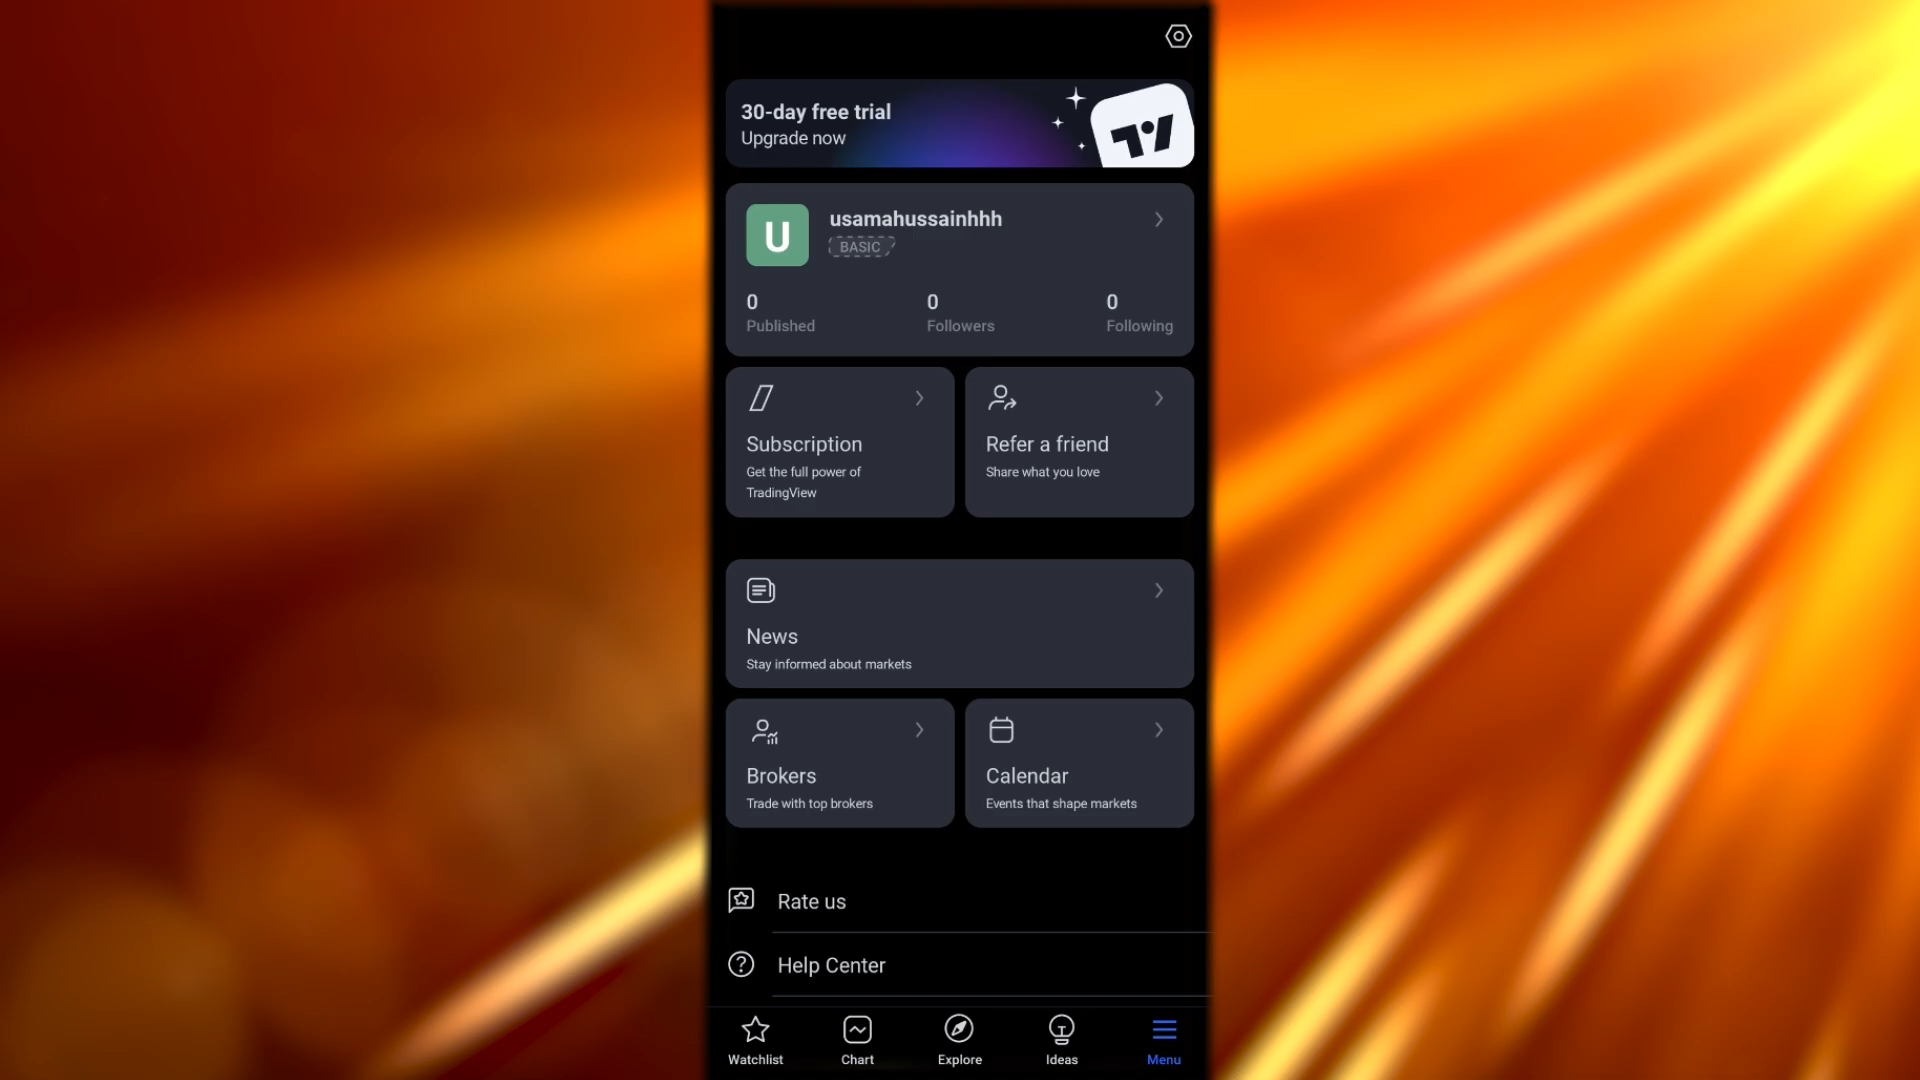 30-day free trial
Upgrade now
U
usamahussainhhh
BASIC
0
Published
0
Followers
0
Following
Subscription
Get the full power of
TradingView
Refer a friend
Share what you love
News
Stay informed about markets
Brokers
Trade with top brokers
Calendar
Events that shape markets
Rate us
Help Center
Watchlist
Chart
Explore
Ideas
Menu